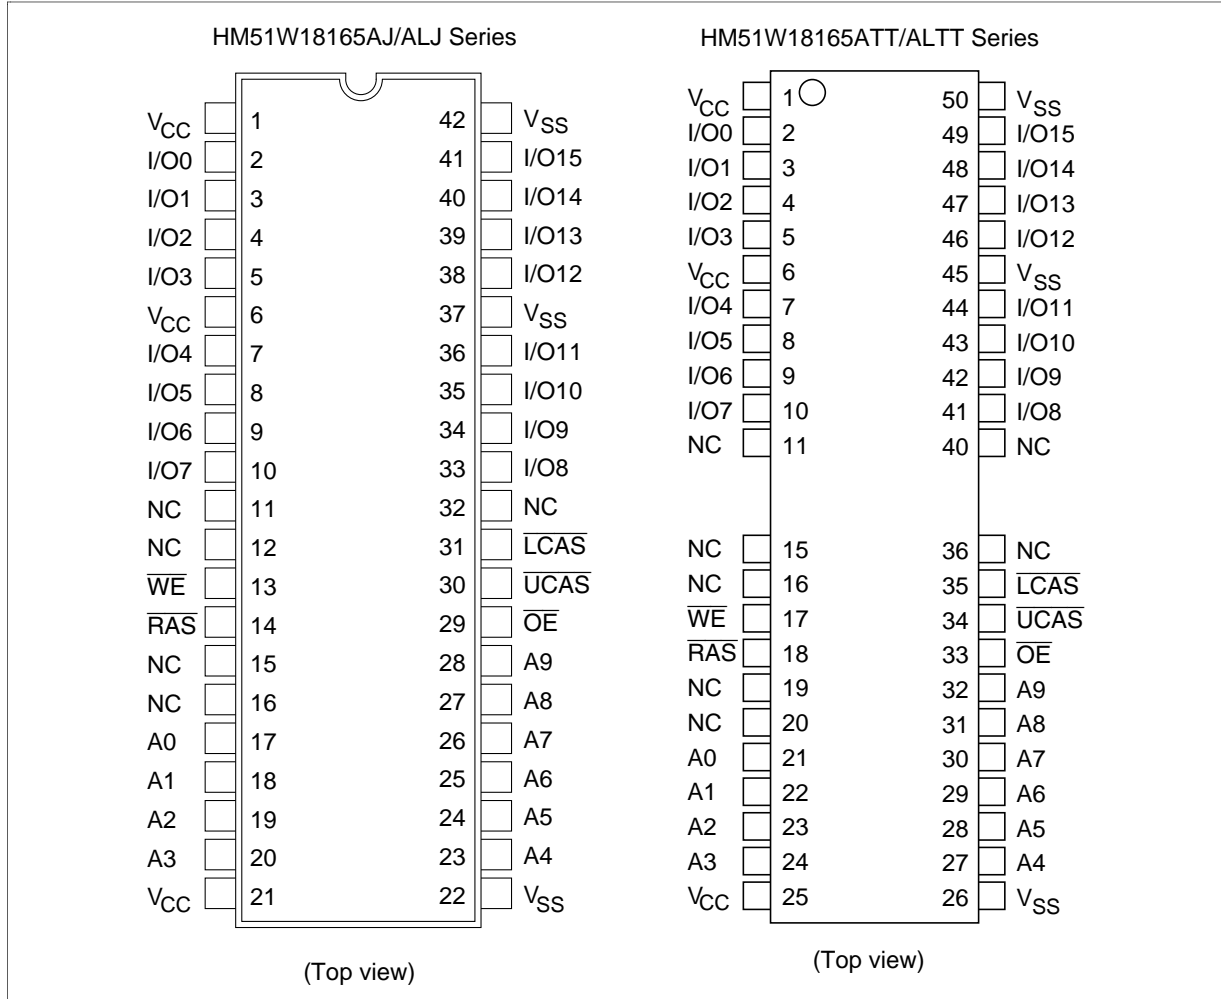 HM51W18165AJ/ALJ Series
VCC 1 42 VSS
I/O0 2 41 I/O15
I/O1 3 40 I/O14
I/O2 4 39 I/O13
I/O3 5 38 I/O12
VCC 6 37 VSS
I/O4 7 36 I/O11
I/O5 8 35 I/O10
I/O6 9 34 I/O9
I/O7 10 33 I/O8
NC 11 32 NC
NC 12 31 LCAS
WE 13 30 UCAS
RAS 14 29 OE
NC 15 28 A9
NC 16 27 A8
A0 17 26 A7
A1 18 25 A6
A2 19 24 A5
A3 20 23 A4
VCC 21 22 VSS
(Top view)
HM51W18165ATT/ALTT Series
VCC 1 50 VSS
I/O0 2 49 I/O15
I/O1 3 48 I/O14
I/O2 4 47 I/O13
I/O3 5 46 I/O12
VCC 6 45 VSS
I/O4 7 44 I/O11
I/O5 8 43 I/O10
I/O6 9 42 I/O9
I/O7 10 41 I/O8
NC 11 40 NC
NC 15 36 NC
NC 16 35 LCAS
WE 17 34 UCAS
RAS 18 33 OE
NC 19 32 A9
NC 20 31 A8
A0 21 30 A7
A1 22 29 A6
A2 23 28 A5
A3 24 27 A4
VCC 25 26 VSS
(Top view)